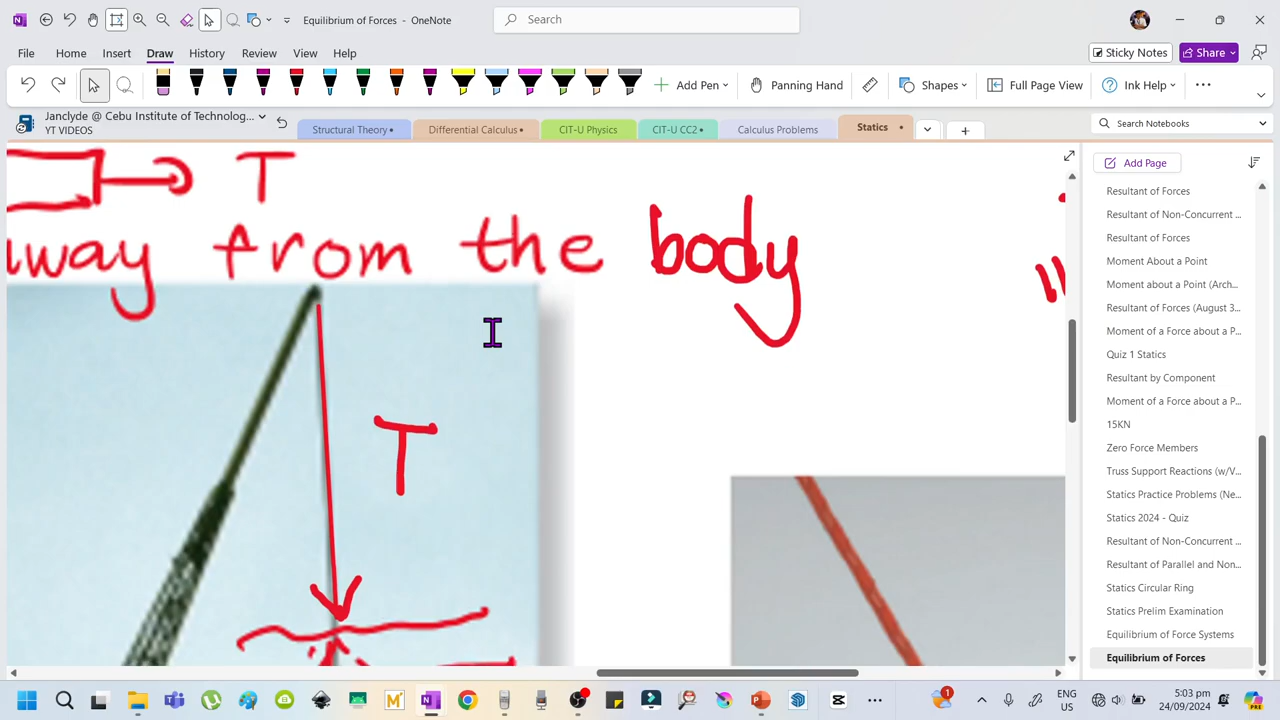 Equilibrium of Forces - OneNote
Search
File Home Insert Draw History Review View Help
Sticky Notes Share
Add Pen Panning Hand Shapes Full Page View Ink Help
Janclyde @ Cebu Institute of Technolog...
YT VIDEOS
Structural Theory Differential Calculus CIT-U Physics CIT-U CC2 Calculus Problems Statics
Search Notebooks
Add Page
T
away from the body
T
Resultant of Forces
Resultant of Non-Concurrent ...
Resultant of Forces
Moment About a Point
Moment about a Point (Arch...
Resultant of Forces (August 3...
Moment of a Force about a P...
Quiz 1 Statics
Resultant by Component
Moment of a Force about a P...
15KN
Zero Force Members
Truss Support Reactions (w/V...
Statics Practice Problems (Ne...
Statics 2024 - Quiz
Resultant of Non-Concurrent ...
Resultant of Parallel and Non...
Statics Circular Ring
Statics Prelim Examination
Equilibrium of Force Systems
Equilibrium of Forces
1
ENG
US
5:03 pm
24/09/2024